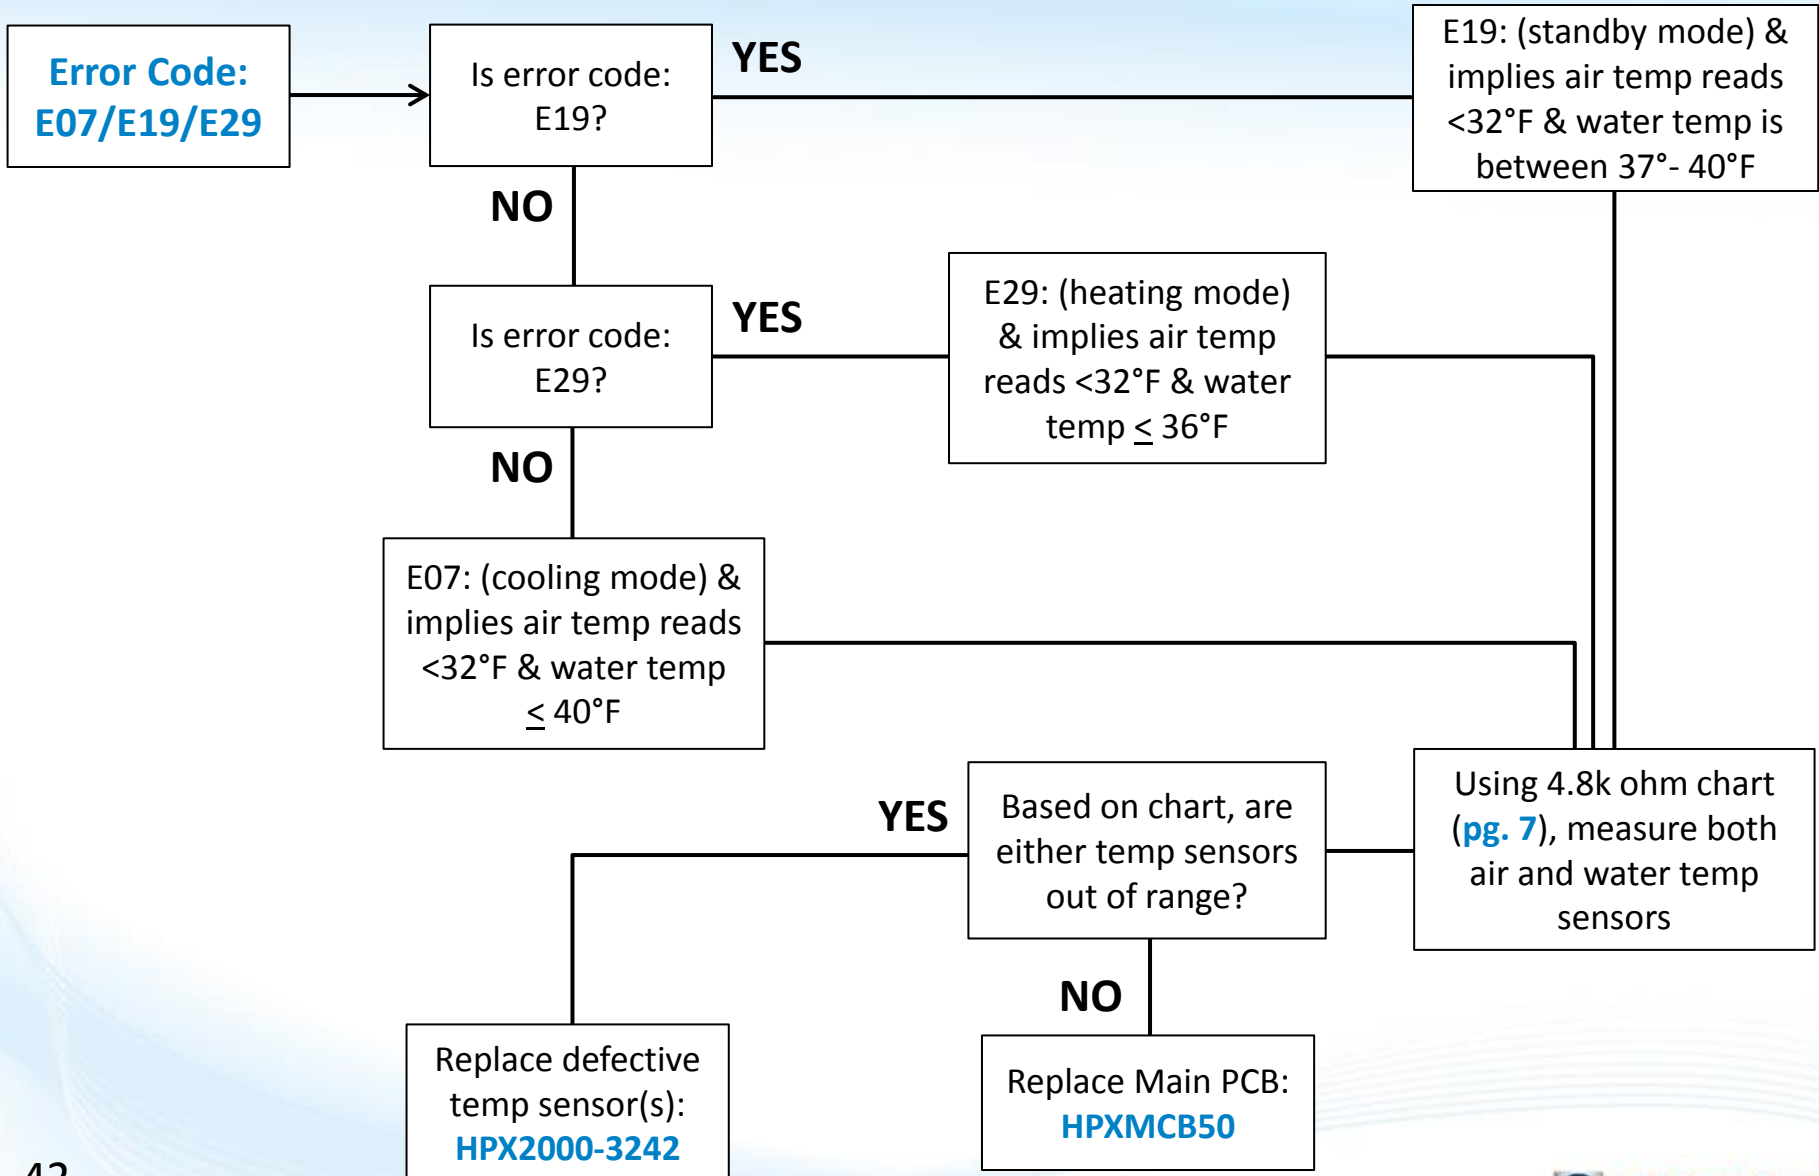 Error Code:
E07/E19/E29
Is error code:
E19?
YES
E19: (standby mode) &
implies air temp reads
<32°F & water temp is
between 37°- 40°F
NO
Is error code:
E29?
YES
E29: (heating mode)
& implies air temp
reads <32°F & water
temp < 36°F
NO
E07: (cooling mode) &
implies air temp reads
<32°F & water temp
< 40°F
YES
Based on chart, are
either temp sensors
out of range?
Using 4.8k ohm chart
(pg. 7), measure both
air and water temp
sensors
NO
Replace defective
temp sensor(s):
HPX2000-3242
Replace Main PCB:
HPXMCB50